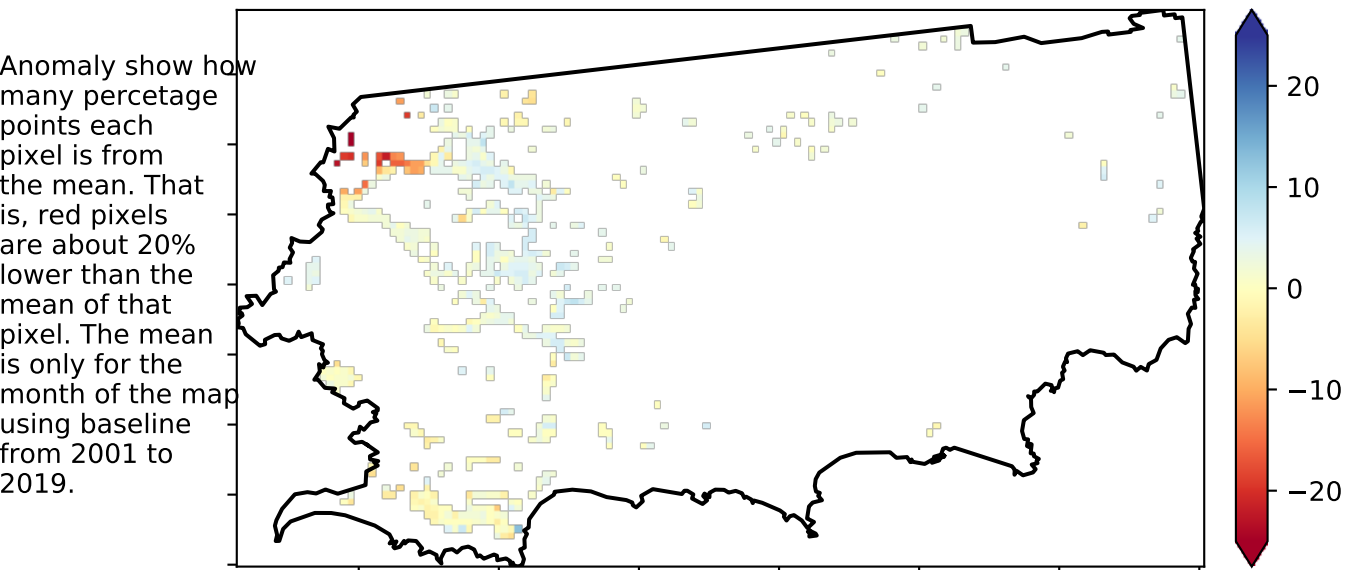 Anomaly show how
many percetage
points each
pixel is from
the mean. That
is, red pixels
are about 20%
lower than the
mean of that
pixel. The mean
is only for the
month of the map
using baseline
from 2001 to
2019.
20
10
0
−10
−20